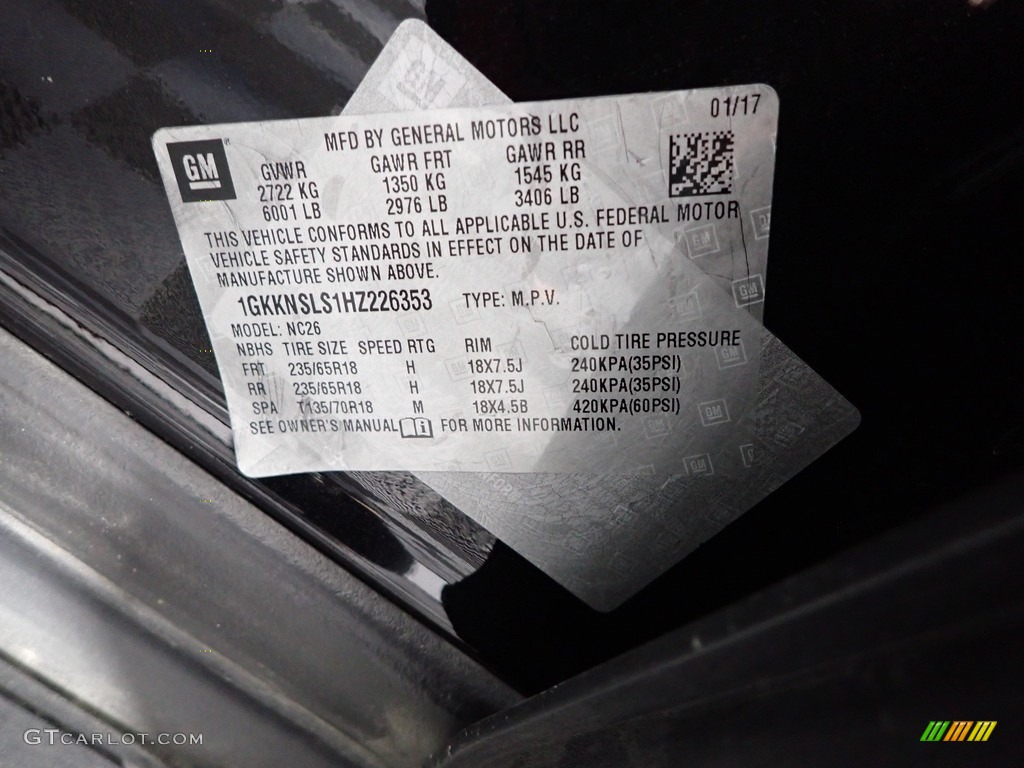 01/17
MFD BY GENERAL MOTORS LLC
GM
GVWR GAWR FRT GAWR RR
2722 KG 1350 KG 1545 KG
6001 LB 2976 LB 3406 LB
THIS VEHICLE CONFORMS TO ALL APPLICABLE U.S. FEDERAL MOTOR
VEHICLE SAFETY STANDARDS IN EFFECT ON THE DATE OF
MANUFACTURE SHOWN ABOVE.
1GKKNSLS1HZ226353 TYPE: M.P.V.
MODEL: NC26
NBHS TIRE SIZE SPEED RTG RIM COLD TIRE PRESSURE
FRT 235/65R18 H 18X7.5J 240KPA(35PSI)
RR 235/65R18 H 18X7.5J 240KPA(35PSI)
SPA T135/70R18 M 18X4.5B 420KPA(60PSI)
SEE OWNER'S MANUAL FOR MORE INFORMATION.
GTCARLOT.COM